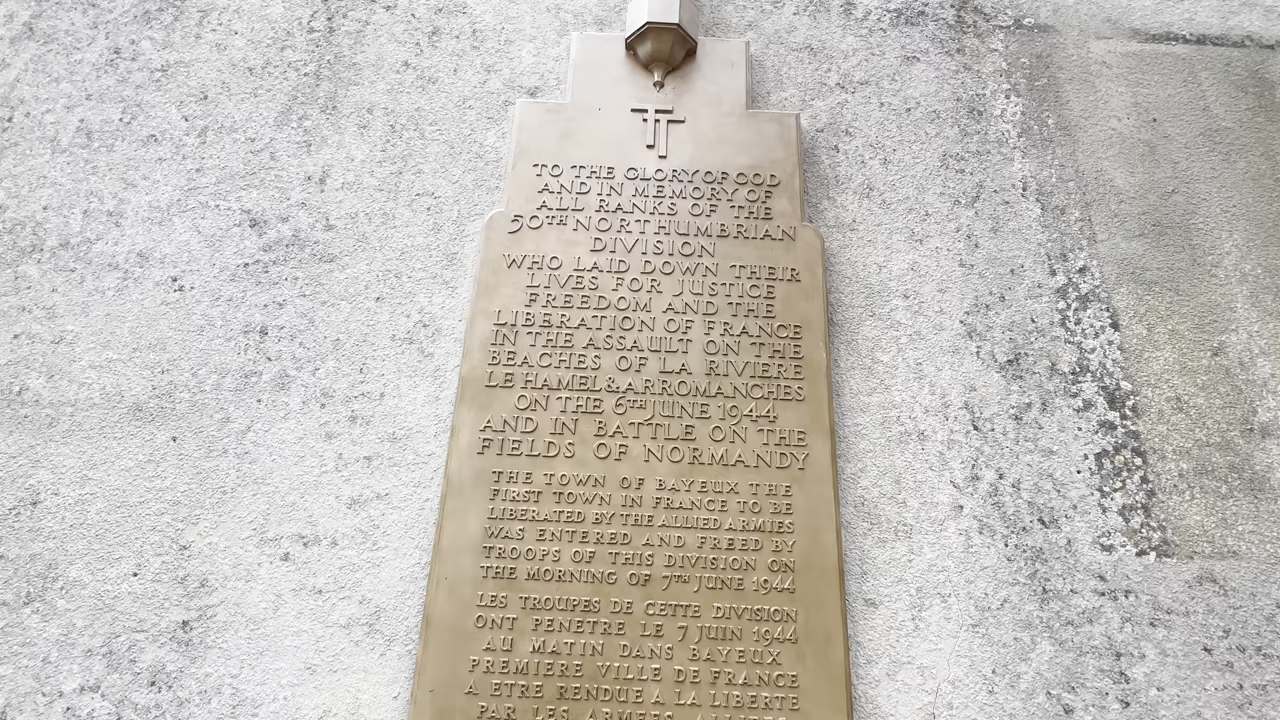 TT
TO THE GLORY OF GOD
AND IN MEMORY OF
ALL RANKS OF THE
50TH NORTHUMBRIAN
DIVISION
WHO LAID DOWN THEIR
LIVES FOR JUSTICE
FREEDOM AND THE
LIBERATION OF FRANCE
IN THE ASSAULT ON THE
BEACHES OF LA RIVIERE
LE HAMEL & ARROMANCHES
ON THE 6TH JUNE 1944
AND IN BATTLE ON THE
FIELDS OF NORMANDY
THE TOWN OF BAYEUX THE
FIRST TOWN IN FRANCE TO BE
LIBERATED BY THE ALLIED ARMIES
WAS ENTERED AND FREED BY
TROOPS OF THIS DIVISION ON
THE MORNING OF 7TH JUNE 1944
LES TROUPES DE CETTE DIVISION
ONT PENETRE LE 7 JUIN 1944
AU MATIN DANS BAYEUX
PREMIERE VILLE DE FRANCE
A ETRE RENDUE A LA LIBERTE
PAR LES ARMEES ALLIEES